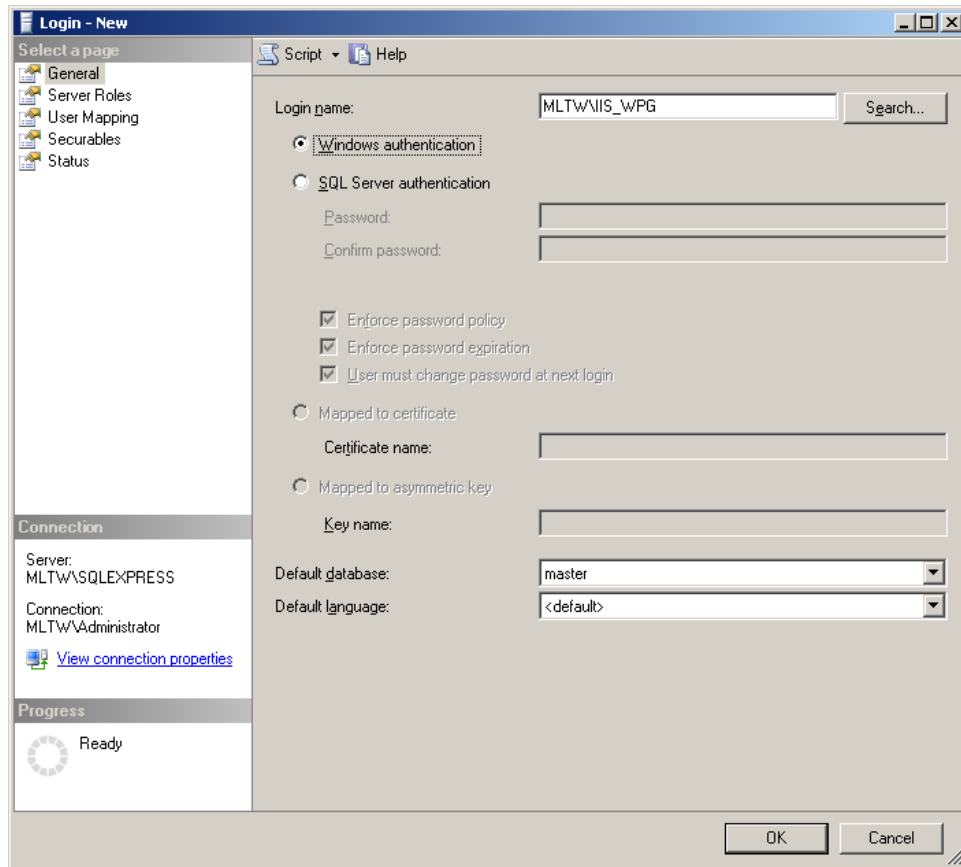 Login - New
Select a page
General
Server Roles
User Mapping
Securables
Status
Connection
Server:
MLTW\SQLEXPRESS
Connection:
MLTW\Administrator
View connection properties
Progress
Ready
Script Help
Login name: MLTW\IIS_WPG Search...
Windows authentication
SQL Server authentication
Password:
Confirm password:
Enforce password policy
Enforce password expiration
User must change password at next login
Mapped to certificate
Certificate name:
Mapped to asymmetric key
Key name:
Default database: master
Default language: <default>
OK Cancel